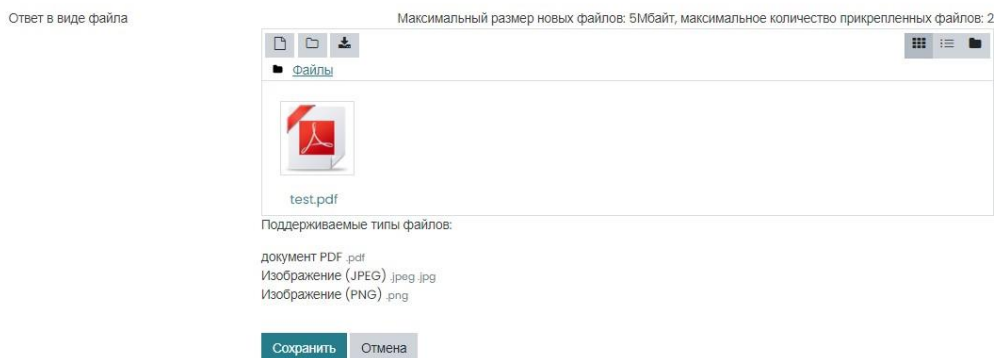 Ответ в виде файла
Максимальный размер новых файлов: 5Мбайт, максимальное количество прикрепленных файлов: 2
Файлы
test.pdf
Поддерживаемые типы файлов:
документ PDF .pdf
Изображение (JPEG) .jpeg .jpg
Изображение (PNG) .png
Сохранить Отмена